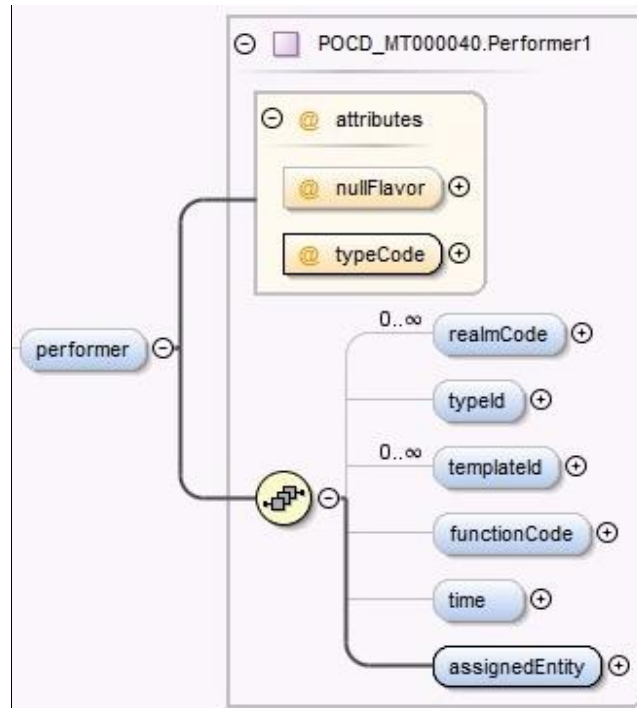 POCD_MT000040.Performer1
@ attributes
@ nullFlavor
@ typeCode
performer
0..∞
realmCode
typeId
0..∞
templateId
functionCode
time
assignedEntity